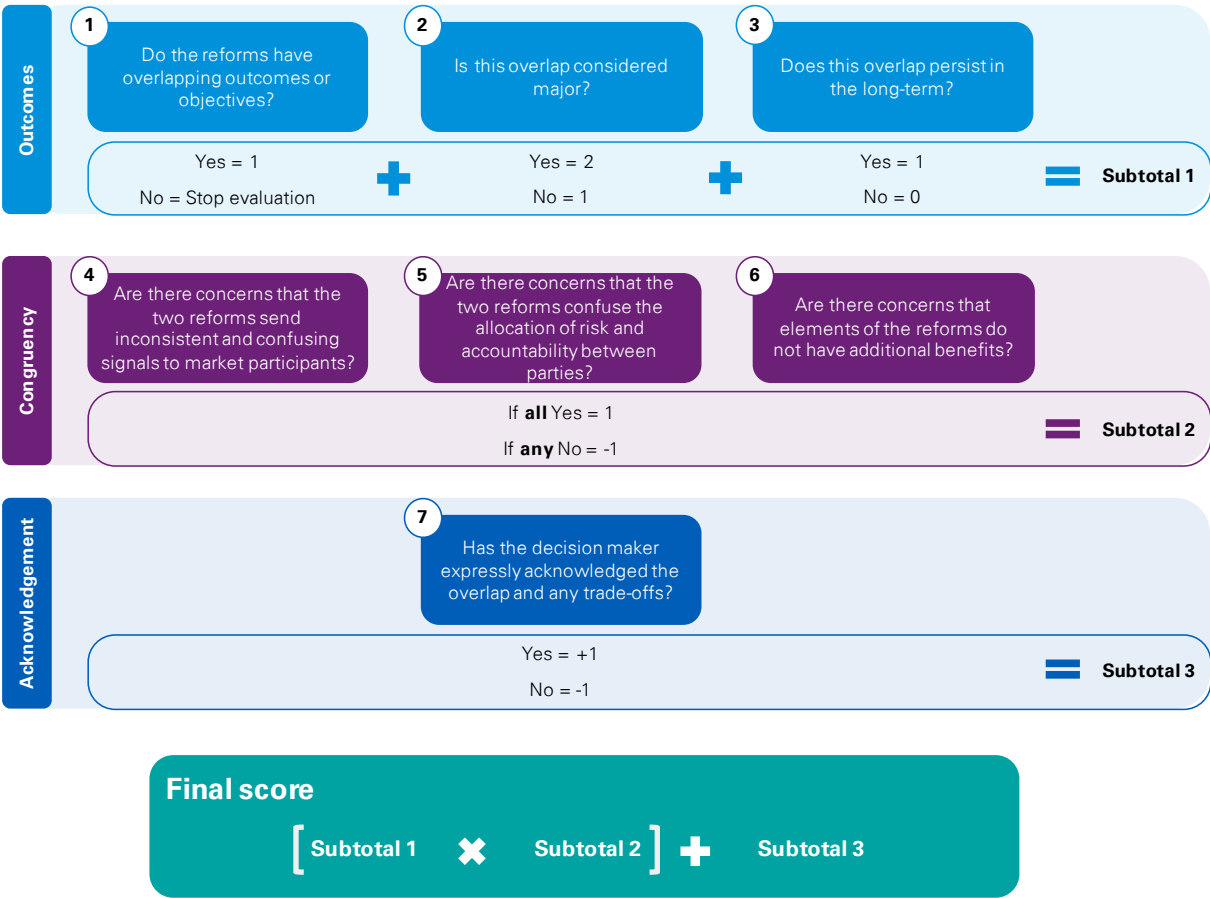 Outcomes
1
Do the reforms have
overlapping outcomes or
objectives?
2
Is this overlap considered
major?
3
Does this overlap persist in
the long-term?
Yes = 1
No = Stop evaluation
Yes = 2
No = 1
Yes = 1
No = 0
Subtotal 1
Congruency
4
Are there concerns that the
two reforms send
inconsistent and confusing
signals to market participants?
5
Are there concerns that the
two reforms confuse the
allocation of risk and
accountability between
parties?
6
Are there concerns that
elements of the reforms do
not have additional benefits?
If all Yes = 1
If any No = -1
Subtotal 2
Acknowledgement
7
Has the decision maker
expressly acknowledged the
overlap and any trade-offs?
Yes = +1
No = -1
Subtotal 3
Final score
[ Subtotal 1 × Subtotal 2 ] + Subtotal 3